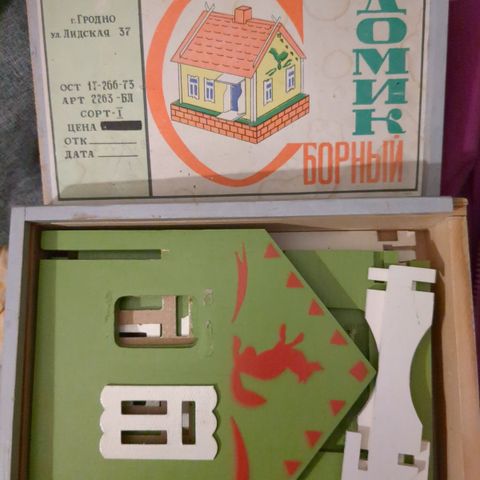 г. ГРОДНО
ул. ЛИДСКАЯ 37
ОСТ 17-266-73
АРТ 2263-БЛ
СОРТ-I
ЦЕНА
ОТК
ДАТА
ДОМИК
СБОРНЫЙ